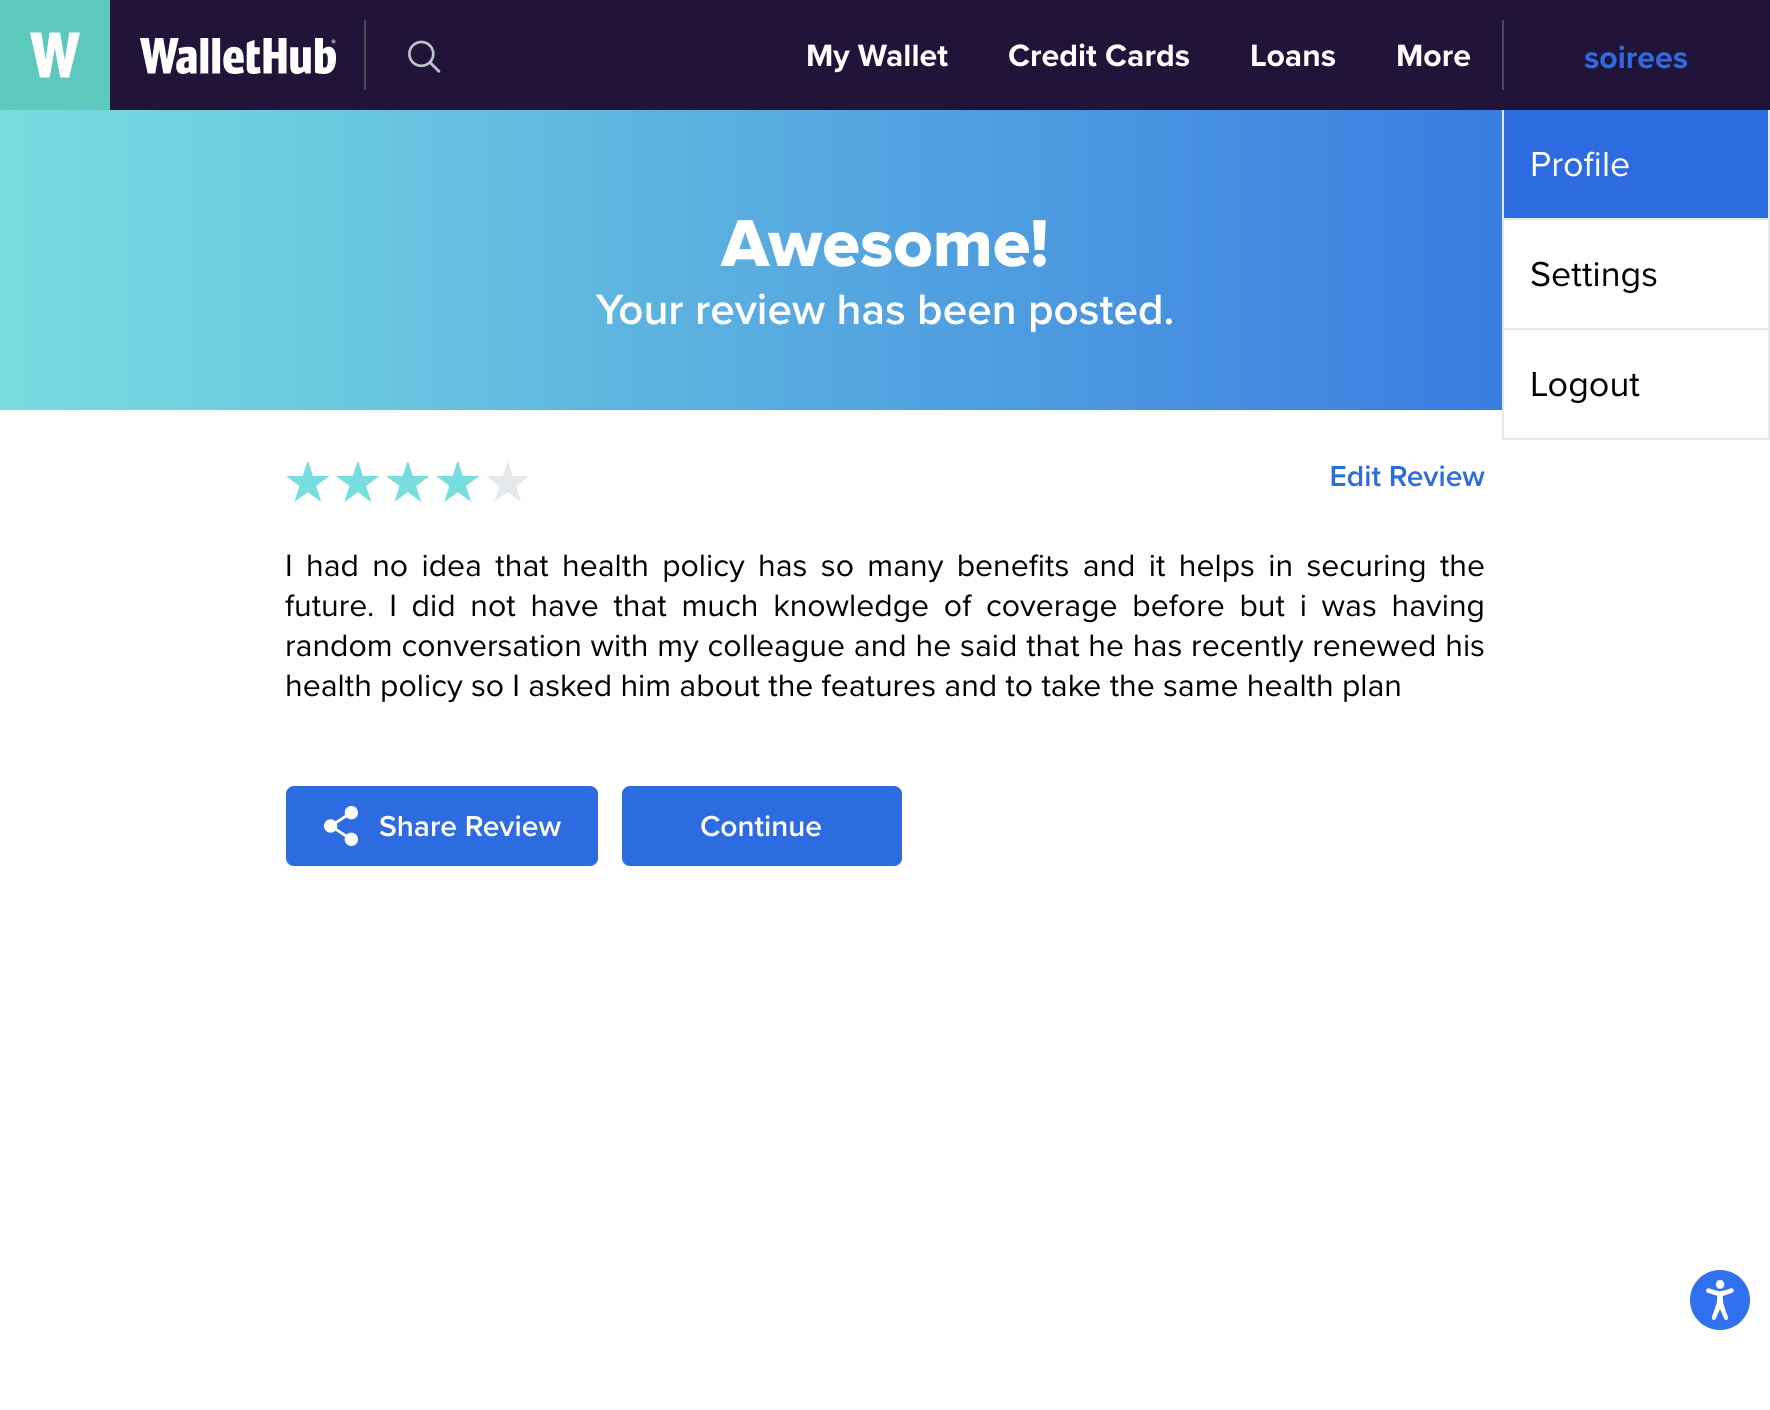 W WalletHub My Wallet Credit Cards Loans More soirees
Profile
Settings
Logout
Awesome!
Your review has been posted.
Edit Review
I had no idea that health policy has so many benefits and it helps in securing the
future. I did not have that much knowledge of coverage before but i was having
random conversation with my colleague and he said that he has recently renewed his
health policy so I asked him about the features and to take the same health plan
Share Review
Continue